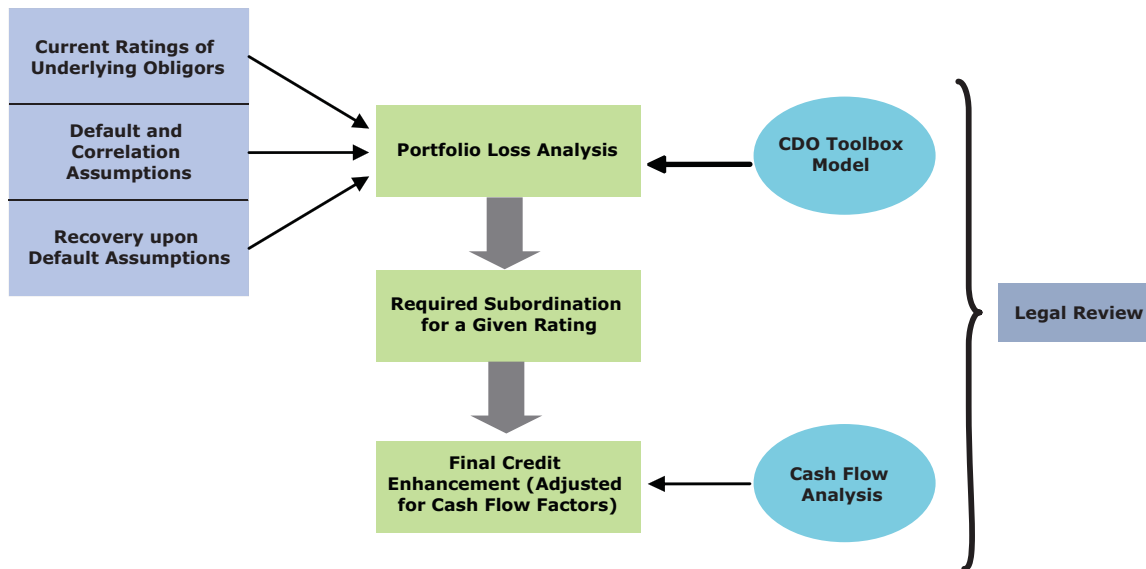 Current Ratings of
Underlying Obligors
Default and
Correlation
Assumptions
Recovery upon
Default Assumptions
Portfolio Loss Analysis
CDO Toolbox
Model
Required Subordination
for a Given Rating
Legal Review
Final Credit
Enhancement (Adjusted
for Cash Flow Factors)
Cash Flow
Analysis